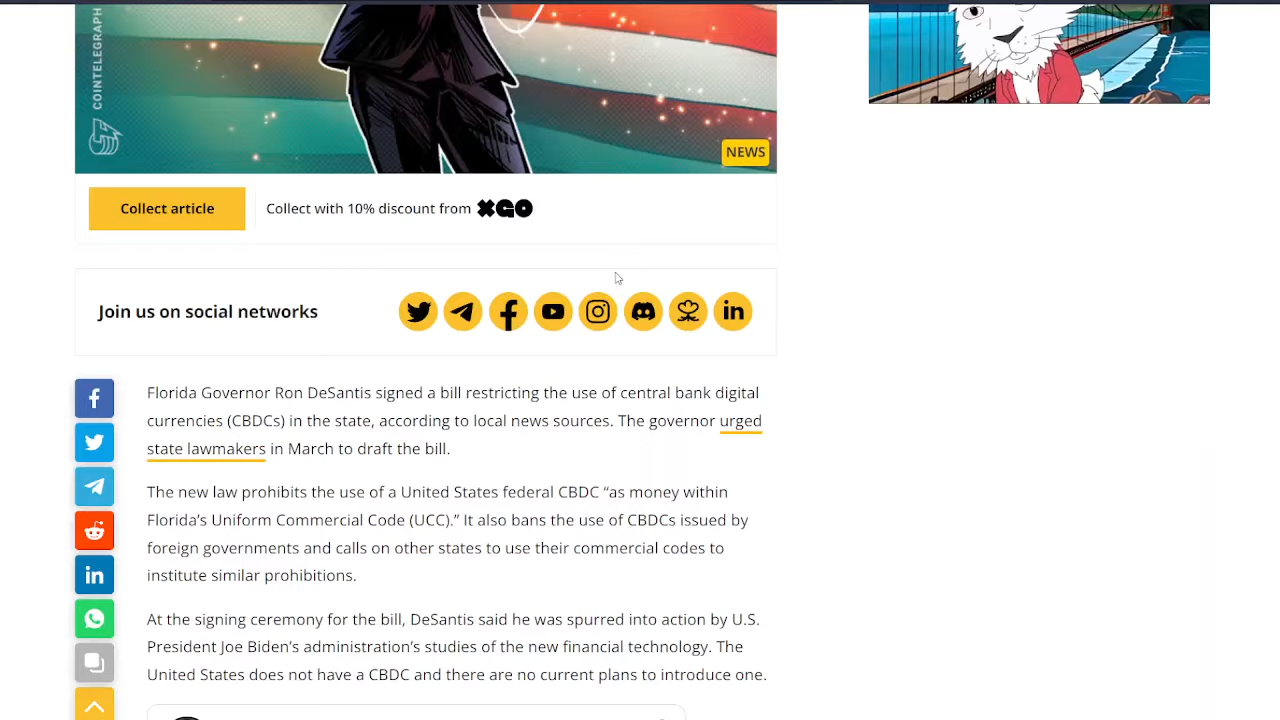 COINTELEGRAPH
NEWS
Collect article
Collect with 10% discount from XGO
Join us on social networks
Florida Governor Ron DeSantis signed a bill restricting the use of central bank digital
currencies (CBDCs) in the state, according to local news sources. The governor urged
state lawmakers in March to draft the bill.
The new law prohibits the use of a United States federal CBDC “as money within
Florida’s Uniform Commercial Code (UCC).” It also bans the use of CBDCs issued by
foreign governments and calls on other states to use their commercial codes to
institute similar prohibitions.
At the signing ceremony for the bill, DeSantis said he was spurred into action by U.S.
President Joe Biden’s administration’s studies of the new financial technology. The
United States does not have a CBDC and there are no current plans to introduce one.